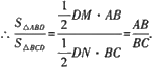 ∴ S△ABD/S△BCD = (1/2 DM · AB)/(1/2 DN · BC) = AB/BC.